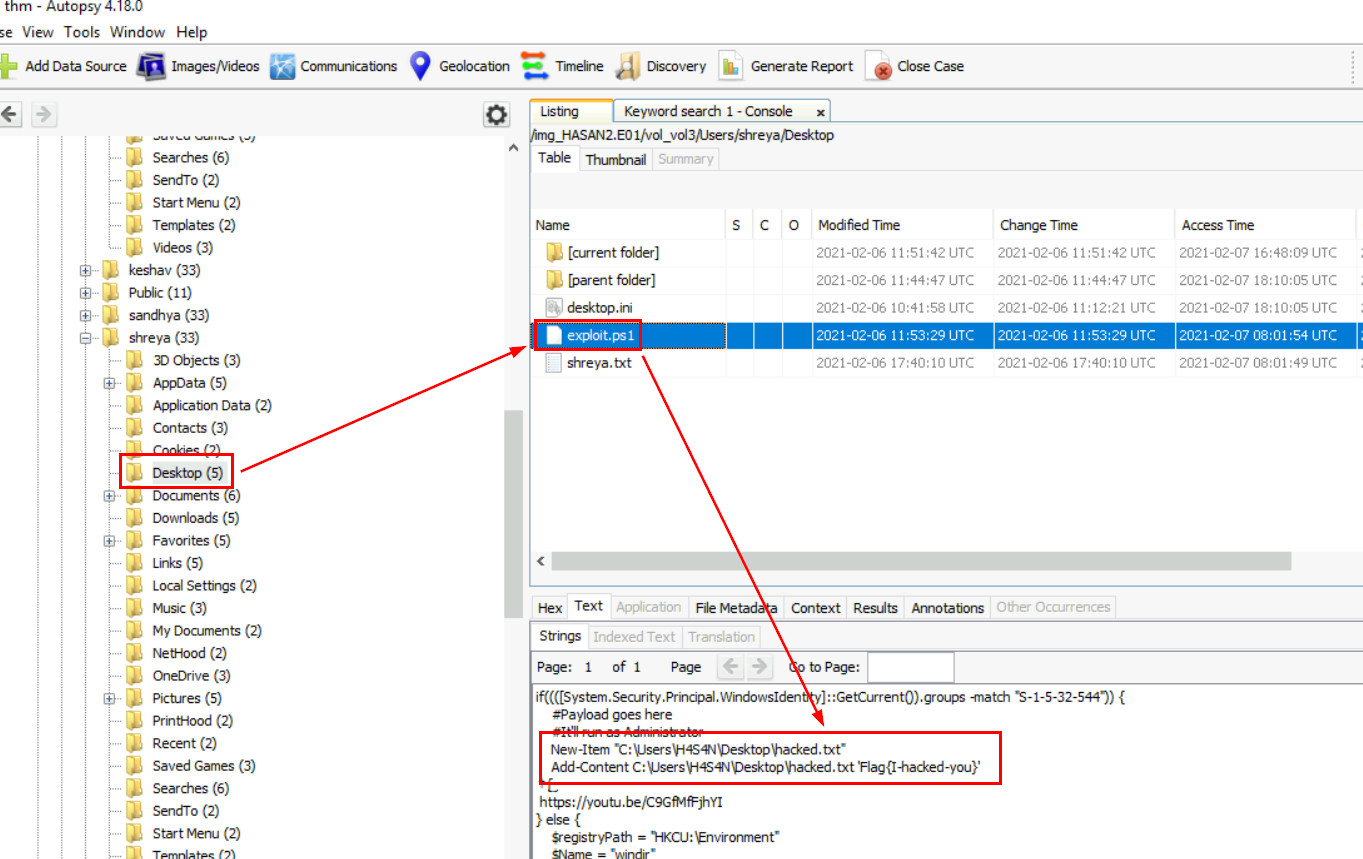 thm - Autopsy 4.18.0
se View Tools Window Help
Add Data Source Images/Videos Communications Geolocation Timeline Discovery Generate Report Close Case
Saved Games (3)
Searches (6)
SendTo (2)
Start Menu (2)
Templates (2)
Videos (3)
keshav (33)
Public (11)
sandhya (33)
shreya (33)
3D Objects (3)
AppData (5)
Application Data (2)
Contacts (3)
Cookies (2)
Desktop (5)
Documents (6)
Downloads (5)
Favorites (5)
Links (5)
Local Settings (2)
Music (3)
My Documents (2)
NetHood (2)
OneDrive (3)
Pictures (5)
PrintHood (2)
Recent (2)
Saved Games (3)
Searches (6)
SendTo (2)
Start Menu (2)
Templates (2)
Listing Keyword search 1 - Console x
/img_HASAN2.E01/vol_vol3/Users/shreya/Desktop
Table Thumbnail Summary
Name S C O Modified Time Change Time Access Time
[current folder] 2021-02-06 11:51:42 UTC 2021-02-06 11:51:42 UTC 2021-02-07 16:48:09 UTC
[parent folder] 2021-02-06 11:44:47 UTC 2021-02-06 11:44:47 UTC 2021-02-07 18:10:05 UTC
desktop.ini 2021-02-06 10:41:58 UTC 2021-02-06 11:12:21 UTC 2021-02-07 18:10:05 UTC
exploit.ps1 2021-02-06 11:53:29 UTC 2021-02-06 11:53:29 UTC 2021-02-07 08:01:54 UTC
shreya.txt 2021-02-06 17:40:10 UTC 2021-02-06 17:40:10 UTC 2021-02-07 08:01:49 UTC
Hex Text Application File Metadata Context Results Annotations Other Occurrences
Strings Indexed Text Translation
Page: 1 of 1 Page Go to Page:
if((([System.Security.Principal.WindowsIdentity]::GetCurrent()).groups -match "S-1-5-32-544")) {
#Payload goes here
#It'll run as Administrator
New-Item "C:\Users\H4S4N\Desktop\hacked.txt"
Add-Content C:\Users\H4S4N\Desktop\hacked.txt 'Flag{I-hacked-you}'
https://youtu.be/C9GfMfFjhYI
} else {
$registryPath = "HKCU:\Environment"
$Name = "windir"